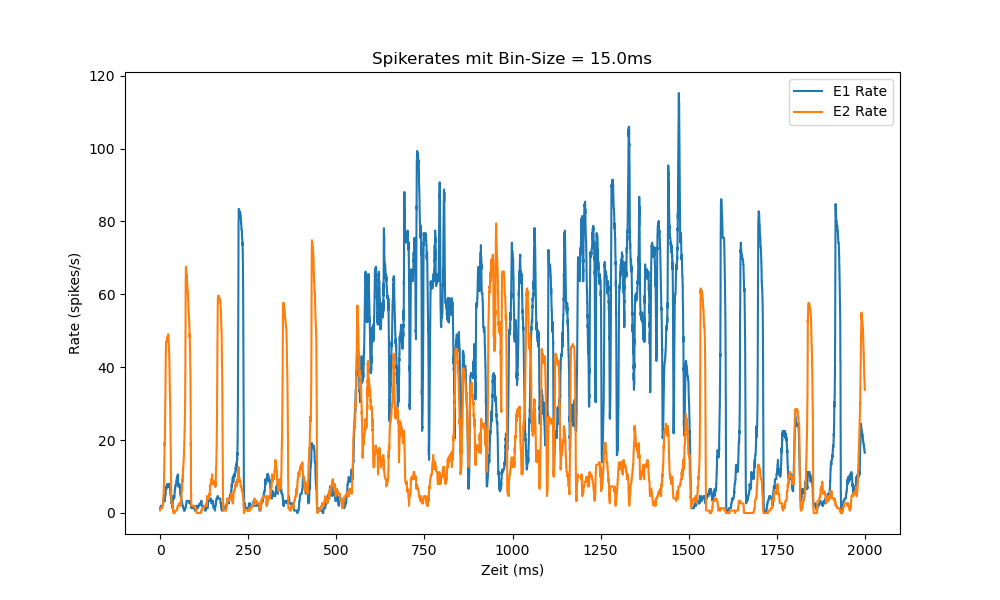 Spikerates mit Bin-Size = 15.0ms
E1 Rate
E2 Rate
Rate (spikes/s)
120
100
80
60
40
20
0
0 250 500 750 1000 1250 1500 1750 2000
Zeit (ms)